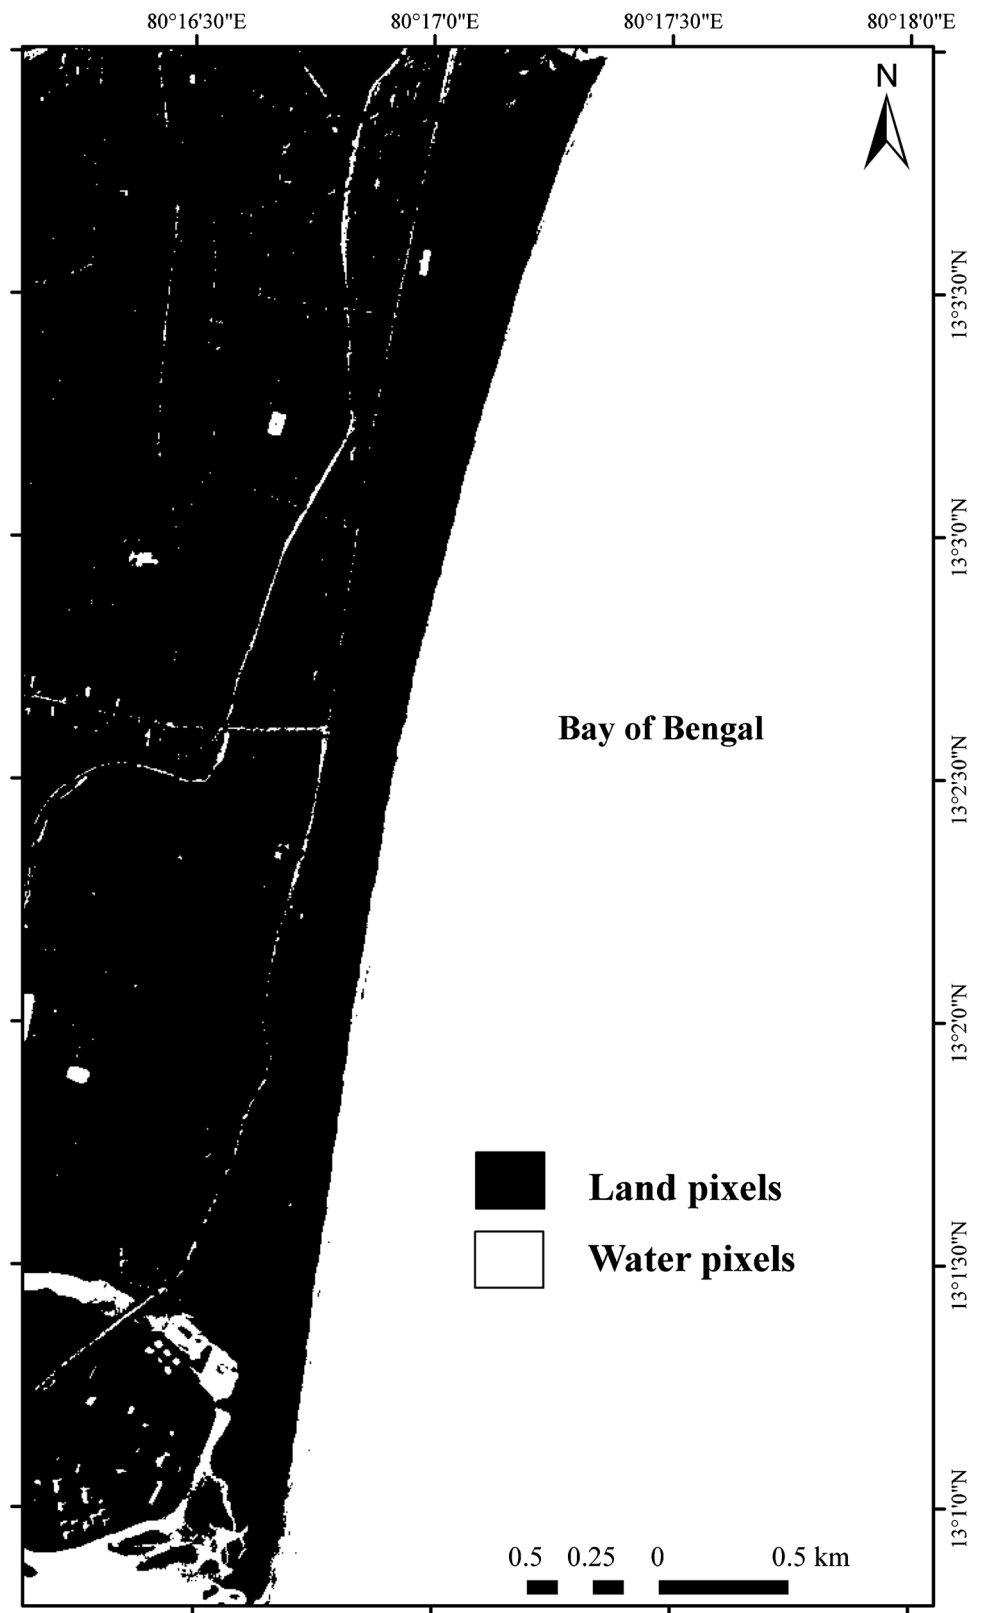 80°16'30"E 80°17'0"E 80°17'30"E 80°18'0"E
N
13°3'30"N
13°3'0"N
Bay of Bengal
13°2'30"N
13°2'0"N
Land pixels
Water pixels
13°1'30"N
13°1'0"N
0.5 0.25 0 0.5 km